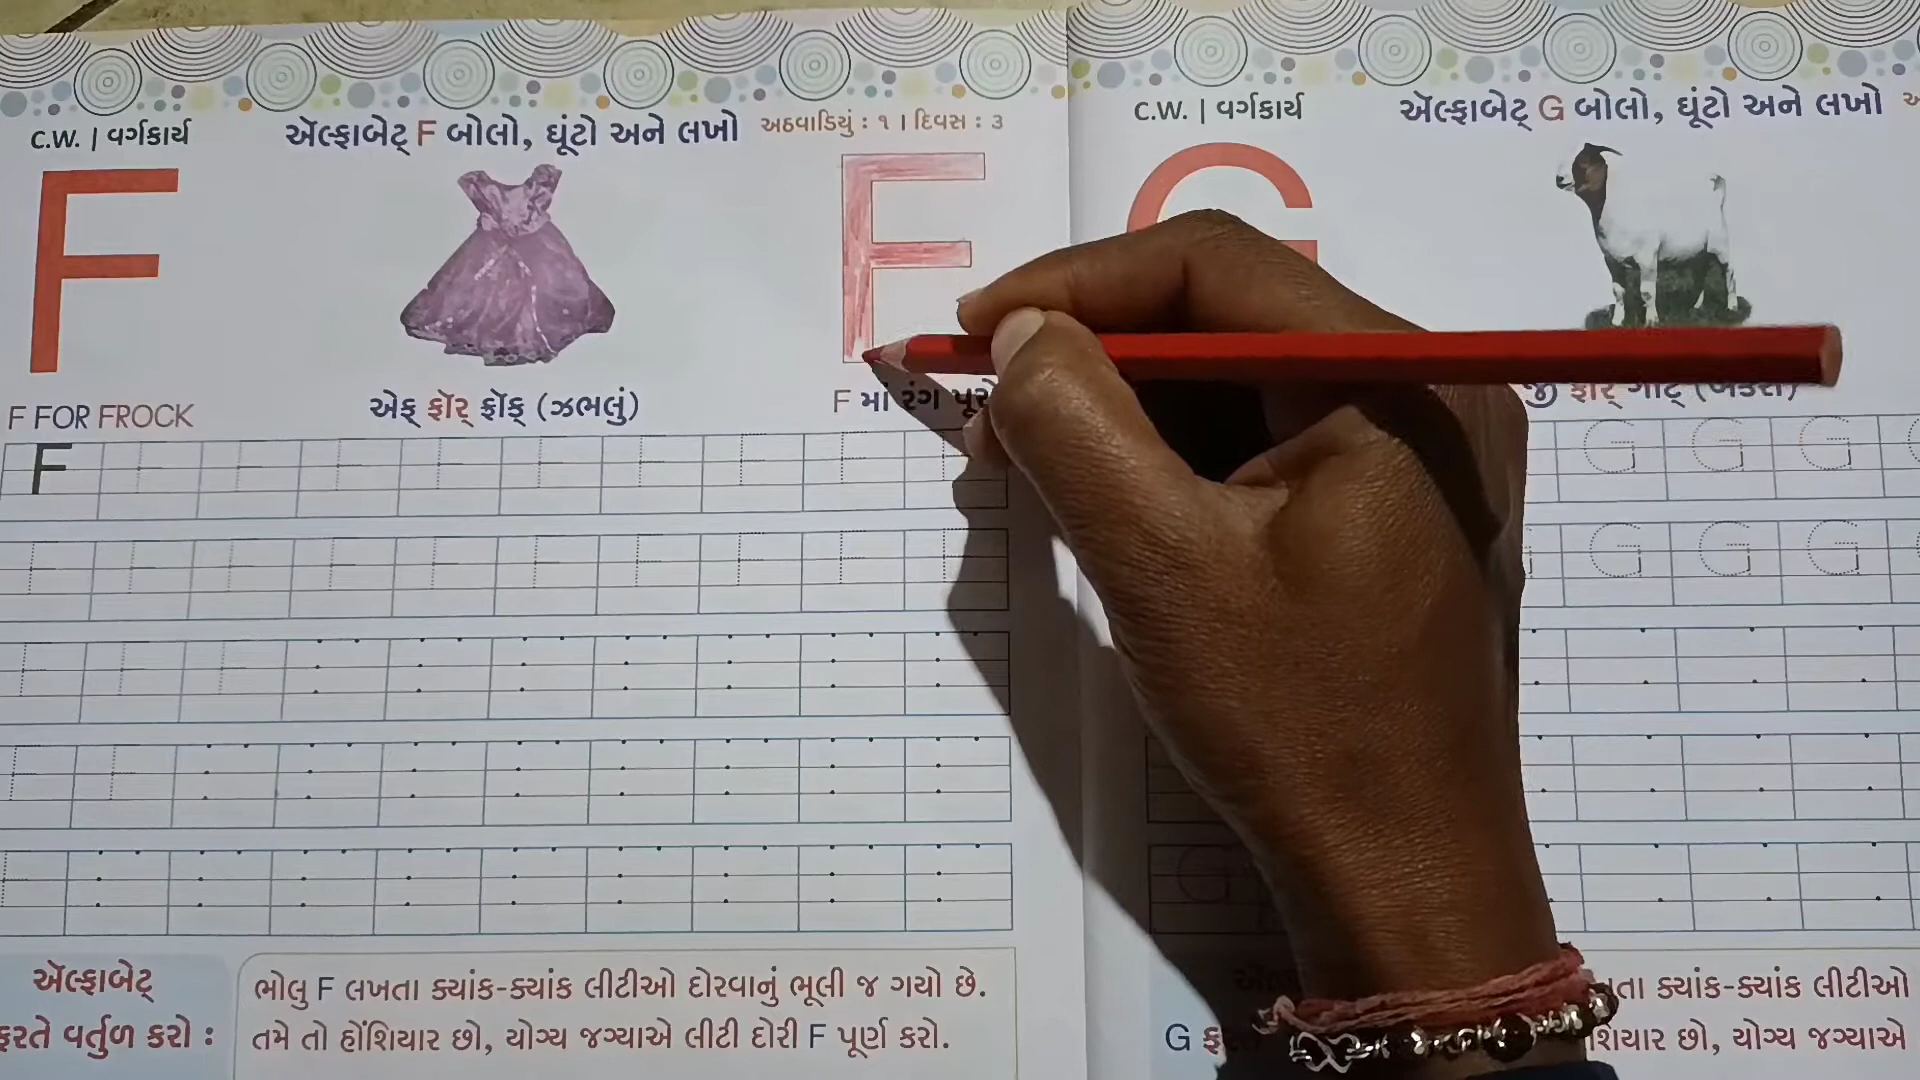 C.W. | વર્ગકાર્ય
ઍલ્ફાબેટ્ F બોલો, ઘૂંટો અને લખો
અઠવાડિયું : ૧ | દિવસ : ૩
F
F
F FOR FROCK
એફ્ ફૉર્ ફ્રૉક્ (ઝભલું)
F માં રંગ
F F F F F F F F F F
F F F F F F F F F F
F F F
F F
F
ઍલ્ફાબેટ્
ફરતે વર્તુળ કરો :
ભોલુ F લખતા ક્યાંક-ક્યાંક લીટીઓ દોરવાનું ભૂલી જ ગયો છે.
તમે તો હોંશિયાર છો, યોગ્ય જગ્યાએ લીટી દોરી F પૂર્ણ કરો.
C.W. | વર્ગકાર્ય
ઍલ્ફાબેટ્ G બોલો, ઘૂંટો અને લખો
G
જી ફૉર્ ગોટ્ (બકરી)
G G G
G G G
G
ક્યાંક-ક્યાંક લીટીઓ
G
છો, યોગ્ય જગ્યાએ